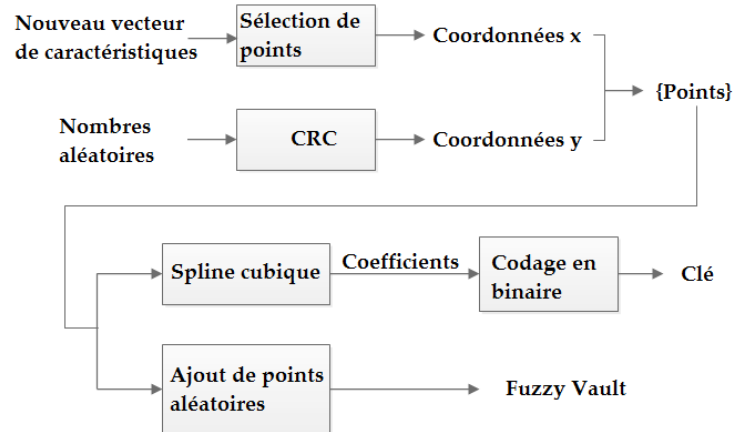 Nouveau vecteur
de caractéristiques
Sélection de
points
Coordonnées x
{Points}
Nombres
aléatoires
CRC
Coordonnées y
Spline cubique
Coefficients
Codage en
binaire
Clé
Ajout de points
aléatoires
Fuzzy Vault